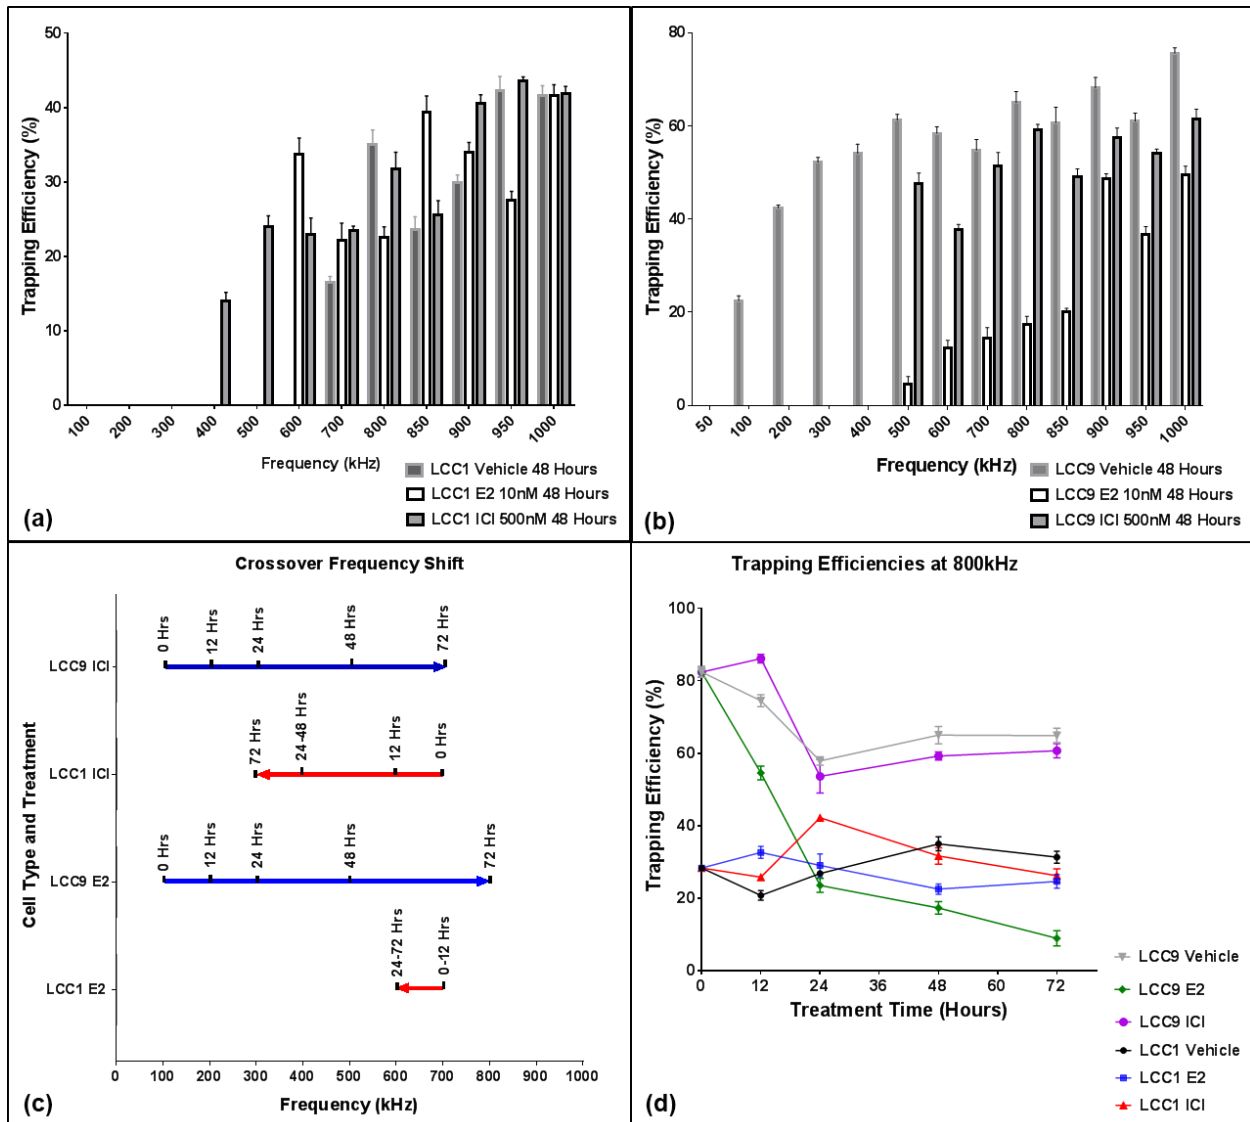 50
40
30
20
10
0
Trapping Efficiency (%)
100
200
300
400
500
600
700
800
850
900
950
1000
Frequency (kHz)
LCC1 Vehicle 48 Hours
LCC1 E2 10nM 48 Hours
LCC1 ICI 500nM 48 Hours
(a)
80
60
40
20
0
Trapping Efficiency (%)
50
100
200
300
400
500
600
700
800
850
900
950
1000
Frequency (kHz)
LCC9 Vehicle 48 Hours
LCC9 E2 10nM 48 Hours
LCC9 ICI 500nM 48 Hours
(b)
Crossover Frequency Shift
Cell Type and Treatment
LCC9 ICI
0 Hrs
12 Hrs
24 Hrs
48 Hrs
72 Hrs
LCC1 ICI
72 Hrs
24-48 Hrs
12 Hrs
0 Hrs
LCC9 E2
0 Hrs
12 Hrs
24 Hrs
48 Hrs
72 Hrs
LCC1 E2
24-72 Hrs
0-12 Hrs
0
100
200
300
400
500
600
700
800
900
1000
Frequency (kHz)
(c)
Trapping Efficiencies at 800kHz
100
80
60
40
20
0
Trapping Efficiency (%)
0
12
24
36
48
60
72
Treatment Time (Hours)
LCC9 Vehicle
LCC9 E2
LCC9 ICI
LCC1 Vehicle
LCC1 E2
LCC1 ICI
(d)